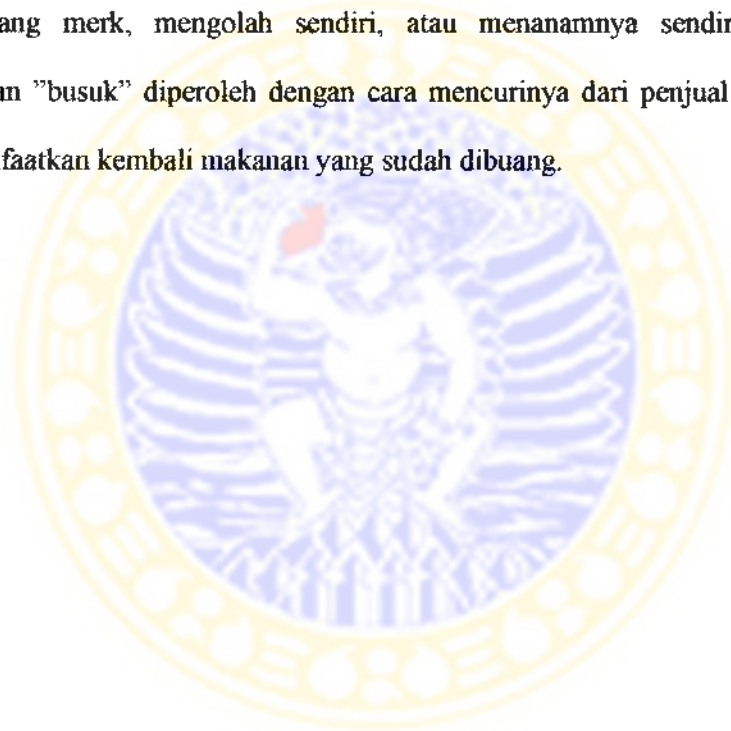 ang merk, mengolah sendiri, atau menanamnya sendir
n ”busuk” diperoleh dengan cara mencurinya dari penjual
faatkan kembali makanan yang sudah dibuang.